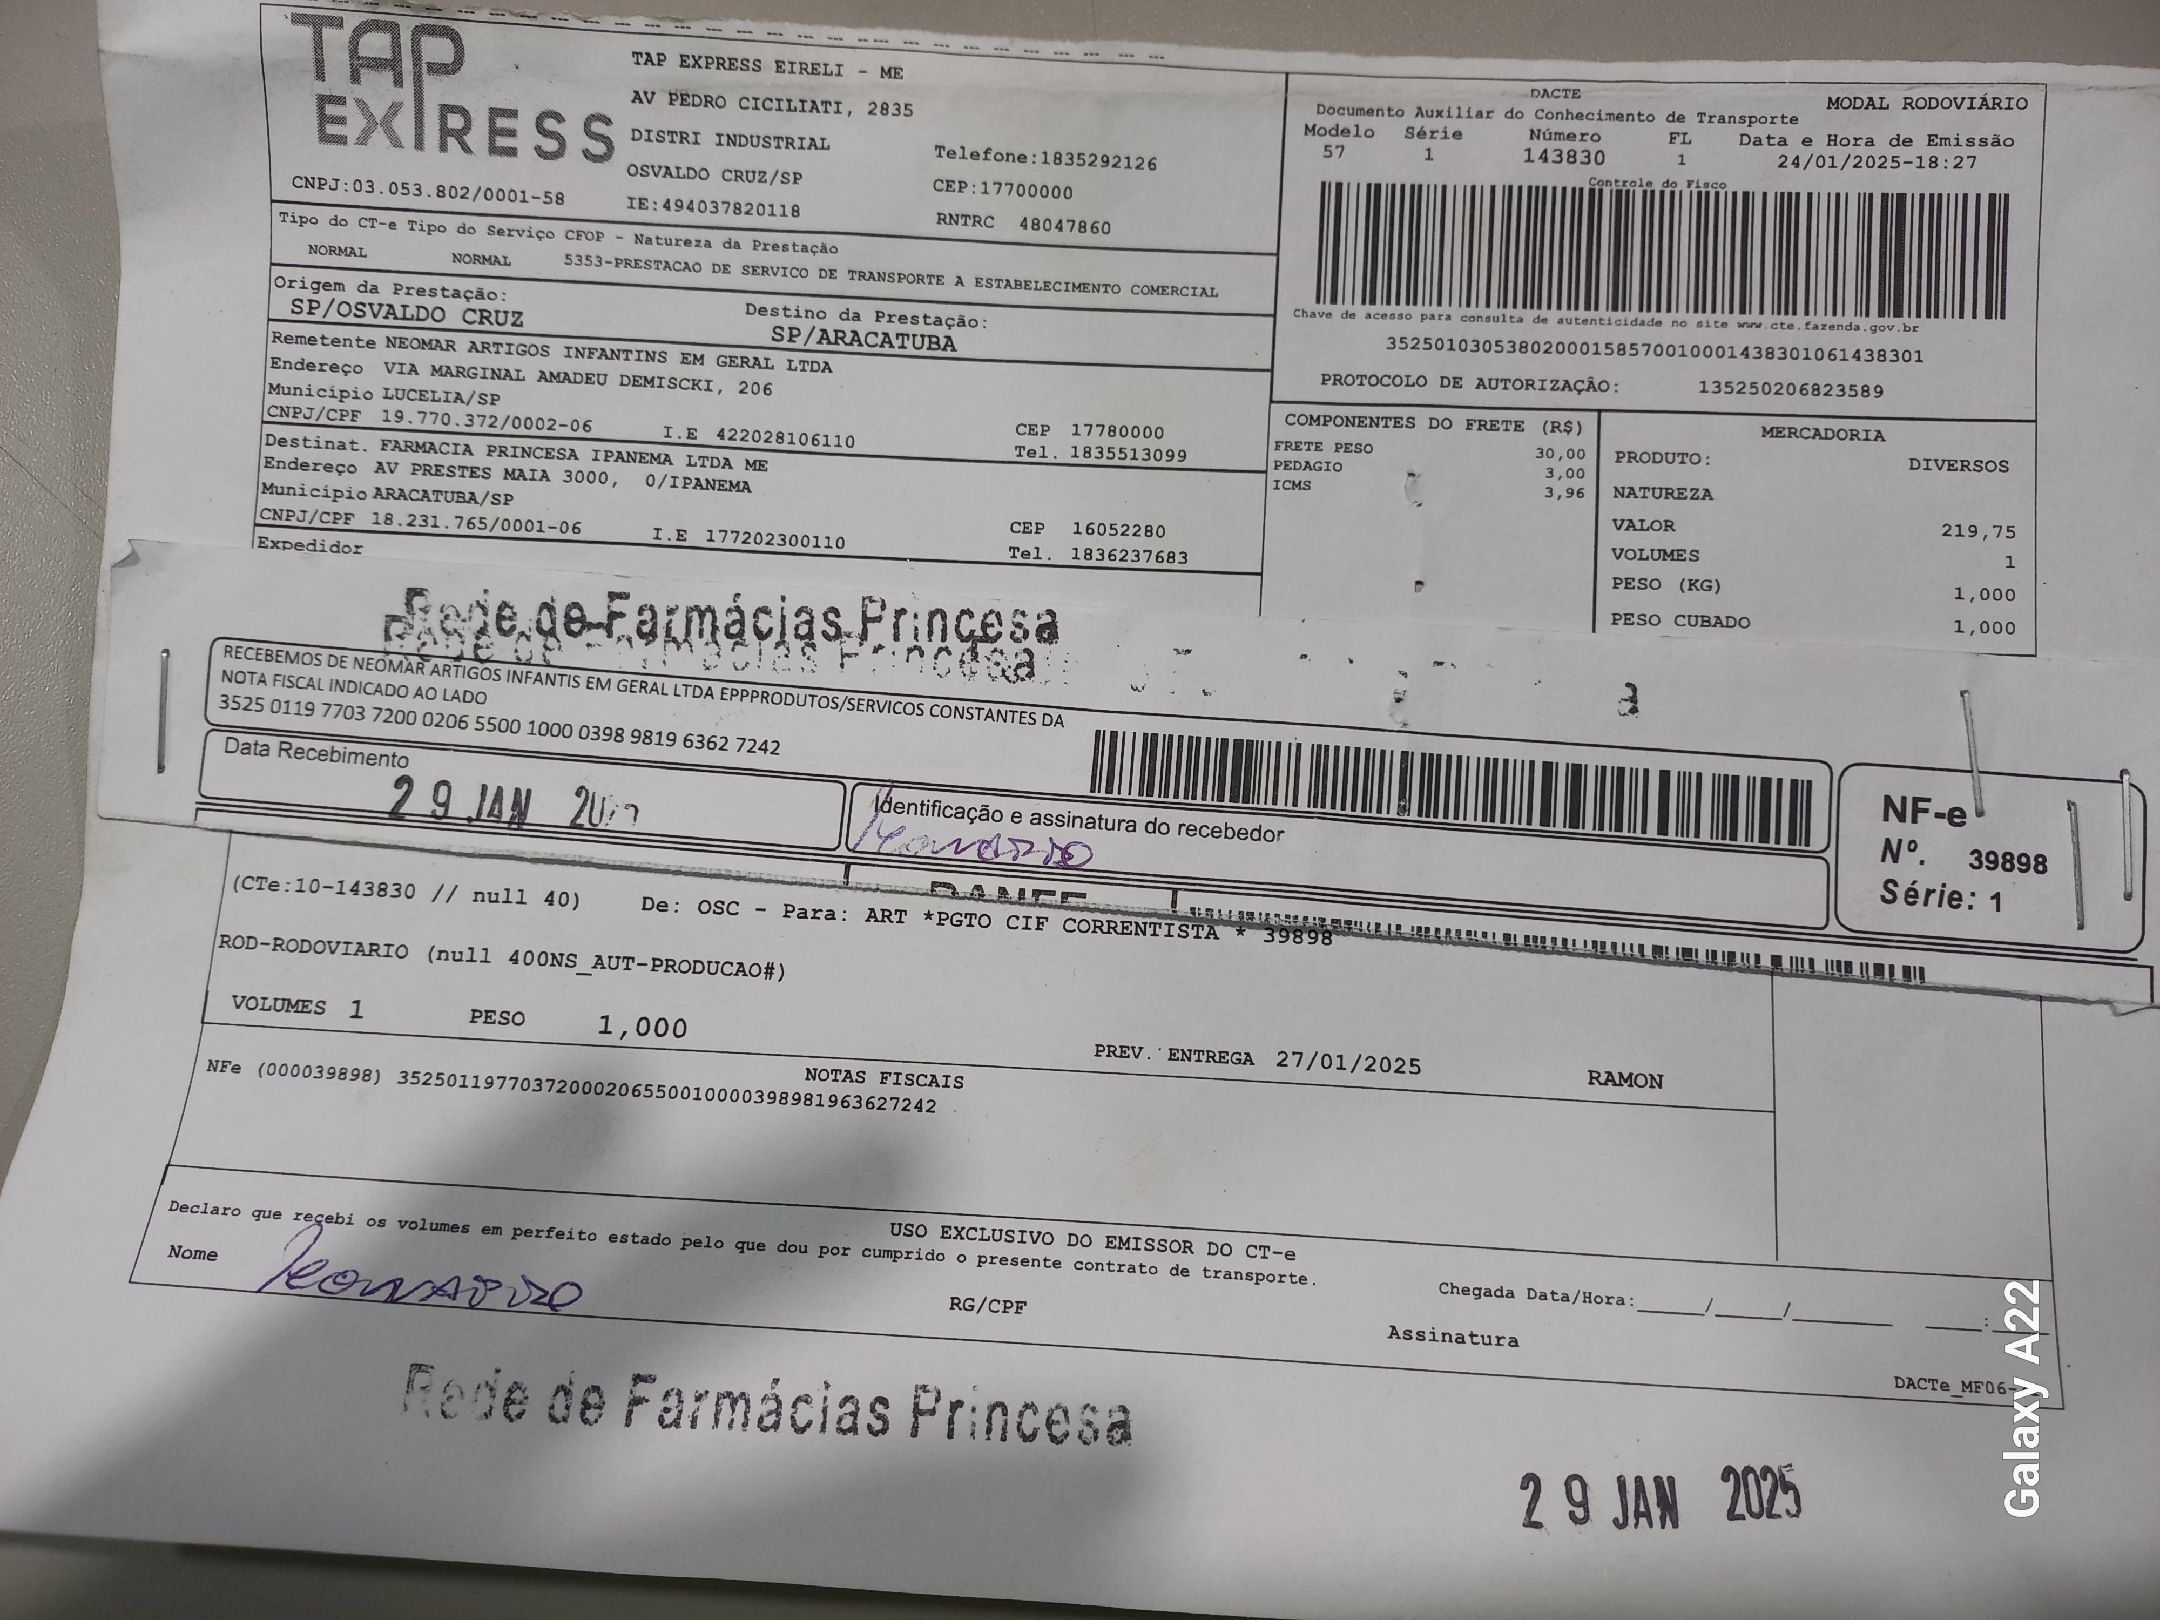 TAP
EXPRESS
TAP EXPRESS EIRELI - ME
AV PEDRO CICILIATI, 2835
DISTRI INDUSTRIAL
Telefone:1835292126
OSVALDO CRUZ/SP
CEP:17700000
CNPJ:03.053.802/0001-58
IE:494037820118
RNTRC 48047860
DACTE
MODAL RODOVIÁRIO
Documento Auxiliar do Conhecimento de Transporte
Modelo Série Número FL Data e Hora de Emissão
57 1 143830 1 24/01/2025-18:27
Controle do Fisco
Chave de acesso para consulta de autenticidade no site www.cte.fazenda.gov.br
35250103053802000158570010001438301061438301
PROTOCOLO DE AUTORIZAÇÃO: 135250206823589
Tipo do CT-e Tipo do Serviço CFOP - Natureza da Prestação
NORMAL NORMAL 5353-PRESTACAO DE SERVICO DE TRANSPORTE A ESTABELECIMENTO COMERCIAL
Origem da Prestação:
SP/OSVALDO CRUZ
Destino da Prestação:
SP/ARACATUBA
Remetente NEOMAR ARTIGOS INFANTINS EM GERAL LTDA
Endereço VIA MARGINAL AMADEU DEMISCKI, 206
Município LUCELIA/SP
CEP 17780000
CNPJ/CPF 19.770.372/0002-06 I.E 422028106110 Tel. 1835513099
Destinat. FARMACIA PRINCESA IPANEMA LTDA ME
Endereço AV PRESTES MAIA 3000, 0/IPANEMA
Município ARACATUBA/SP
CEP 16052280
CNPJ/CPF 18.231.765/0001-06 I.E 177202300110 Tel. 1836237683
Expedidor
COMPONENTES DO FRETE (R$)
FRETE PESO 30,00
PEDAGIO 3,00
ICMS 3,96
MERCADORIA
PRODUTO: DIVERSOS
NATUREZA
VALOR 219,75
VOLUMES 1
PESO (KG) 1,000
PESO CUBADO 1,000
Rede de Farmácias Princesa
Rede de Farmácias Princesa
RECEBEMOS DE NEOMAR ARTIGOS INFANTIS EM GERAL LTDA EPPPRODUTOS/SERVICOS CONSTANTES DA
NOTA FISCAL INDICADO AO LADO
3525 0119 7703 7200 0206 5500 1000 0398 9819 6362 7242
Data Recebimento
29 JAN
Identificação e assinatura do recebedor
NF-e
Nº. 39898
Série: 1
DANFE
(CTe:10-143830 // null 40) De: OSC - Para: ART *PGTO CIF CORRENTISTA * 39898
ROD-RODOVIARIO (null 400NS_AUT-PRODUCAO#)
VOLUMES 1 PESO 1,000
PREV. ENTREGA 27/01/2025 RAMON
NOTAS FISCAIS
NFe (000039898) 35250119770372000206550010000398981963627242
USO EXCLUSIVO DO EMISSOR DO CT-e
Declaro que recebi os volumes em perfeito estado pelo que dou por cumprido o presente contrato de transporte.
Nome
RG/CPF
Chegada Data/Hora:_____/_____/_______ ____:____
Assinatura
DACTe_MF06-
Rede de Farmácias Princesa
29 JAN 2025
Galaxy A22